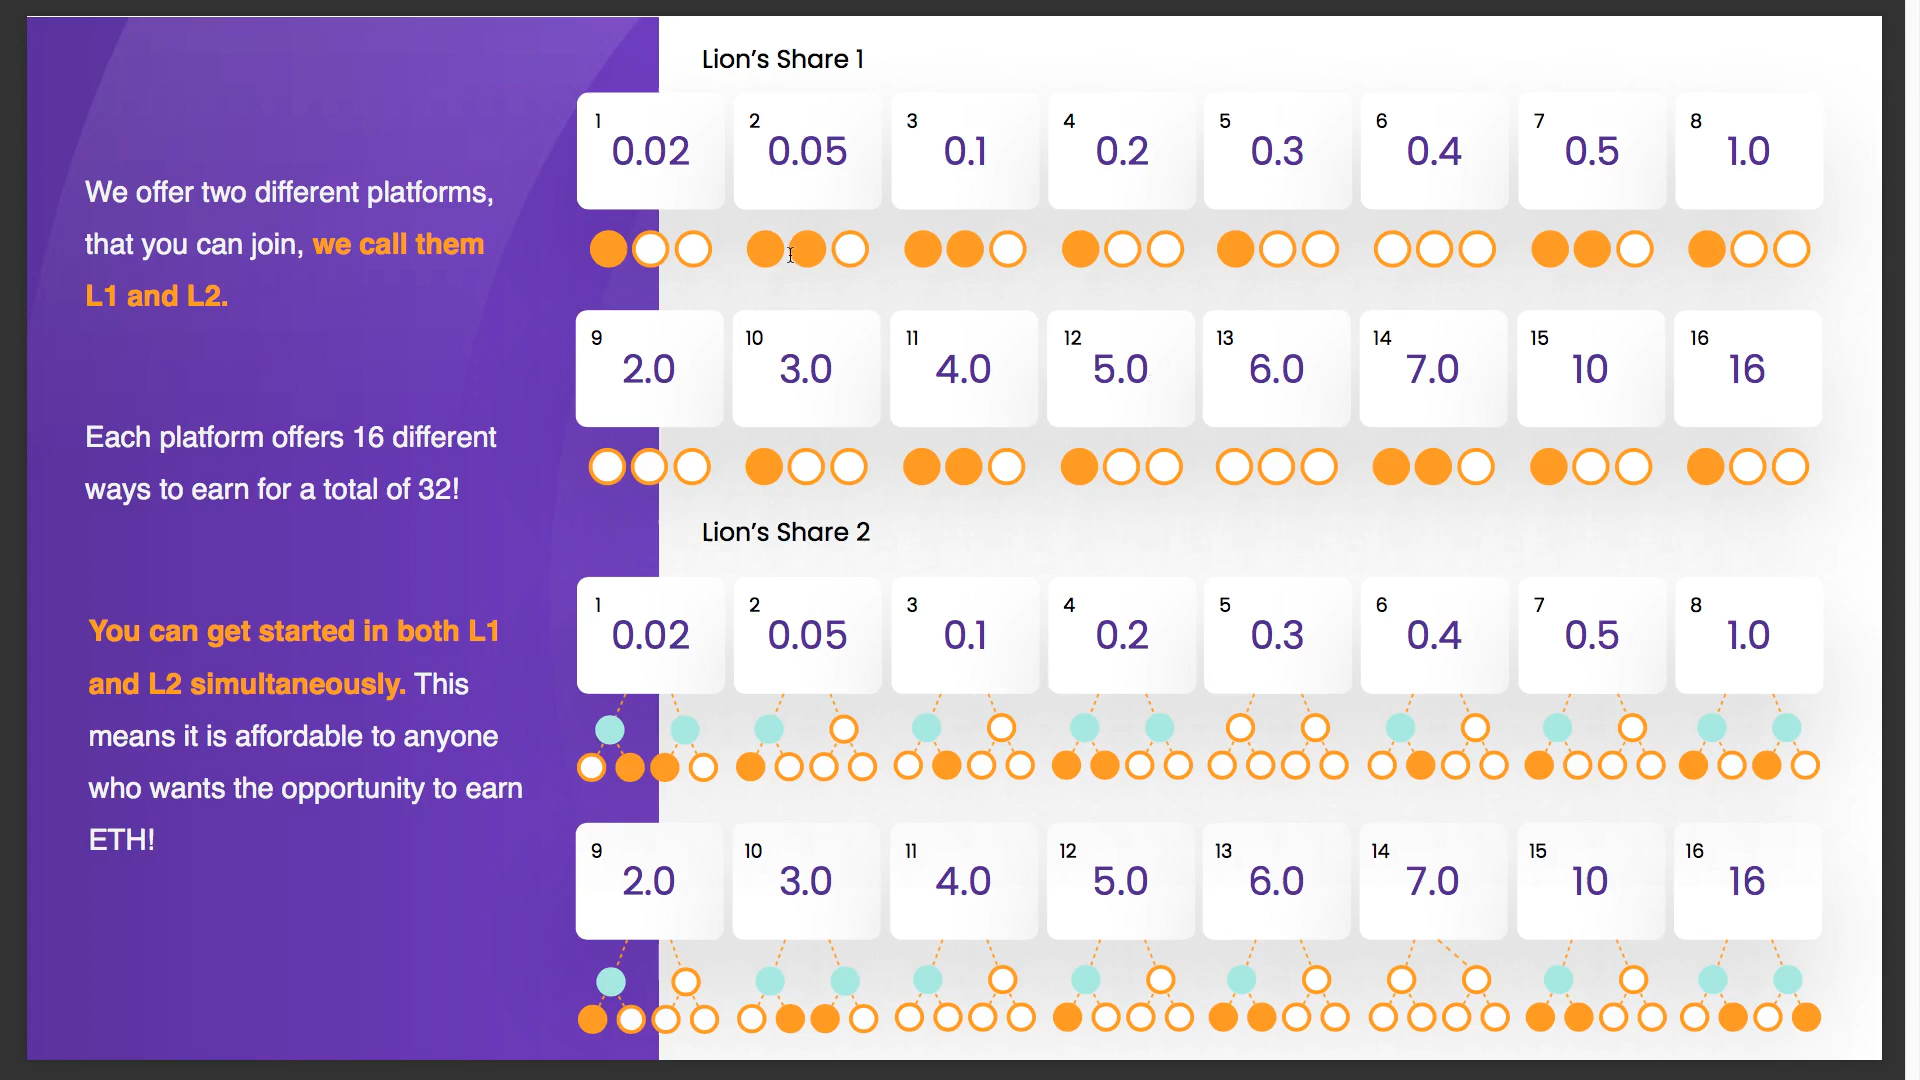 We offer two different platforms,
that you can join, we call them
L1 and L2.
Each platform offers 16 different
ways to earn for a total of 32!
You can get started in both L1
and L2 simultaneously. This
means it is affordable to anyone
who wants the opportunity to earn
ETH!
Lion's Share 1
1 2 3 4 5 6 7 8
0.02 0.05 0.1 0.2 0.3 0.4 0.5 1.0
9 10 11 12 13 14 15 16
2.0 3.0 4.0 5.0 6.0 7.0 10 16
Lion's Share 2
1 2 3 4 5 6 7 8
0.02 0.05 0.1 0.2 0.3 0.4 0.5 1.0
9 10 11 12 13 14 15 16
2.0 3.0 4.0 5.0 6.0 7.0 10 16